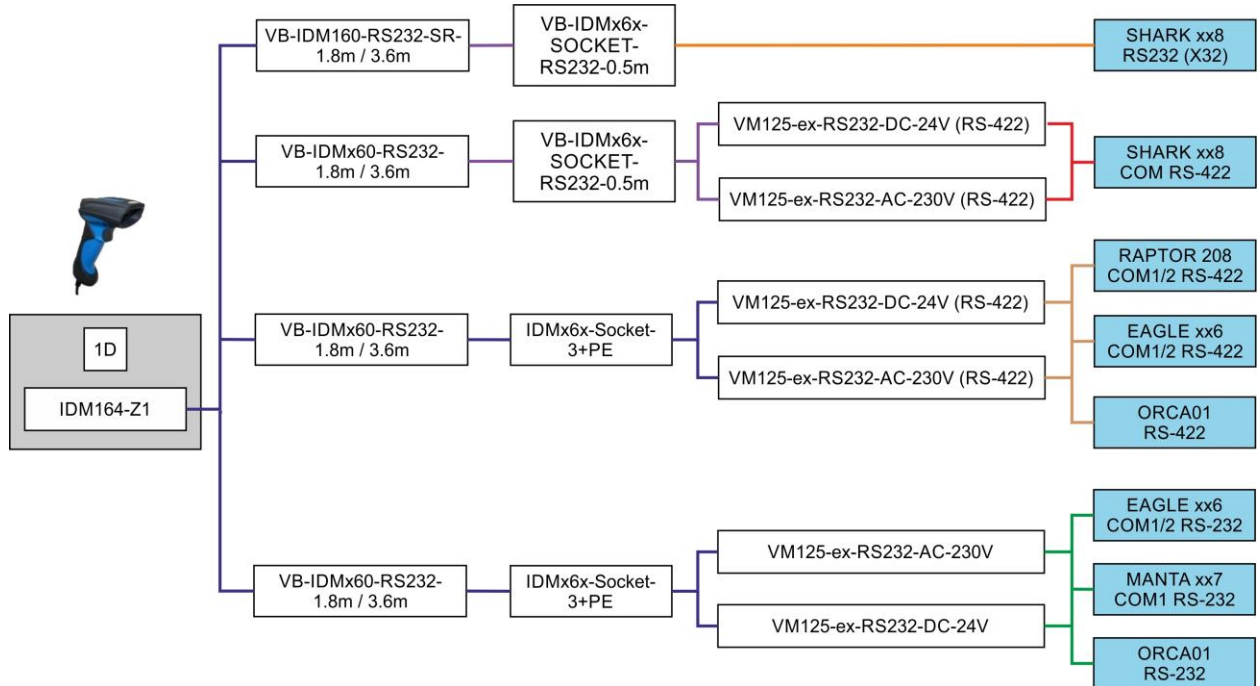 VB-IDM160-RS232-SR-
1.8m / 3.6m
VB-IDMx6x-
SOCKET-
RS232-0.5m
SHARK xx8
RS232 (X32)
VB-IDMx60-RS232-
1.8m / 3.6m
VB-IDMx6x-
SOCKET-
RS232-0.5m
VM125-ex-RS232-DC-24V (RS-422)
VM125-ex-RS232-AC-230V (RS-422)
SHARK xx8
COM RS-422
1D
IDM164-Z1
VB-IDMx60-RS232-
1.8m / 3.6m
IDMx6x-Socket-
3+PE
VM125-ex-RS232-DC-24V (RS-422)
VM125-ex-RS232-AC-230V (RS-422)
RAPTOR 208
COM1/2 RS-422
EAGLE xx6
COM1/2 RS-422
ORCA01
RS-422
VB-IDMx60-RS232-
1.8m / 3.6m
IDMx6x-Socket-
3+PE
VM125-ex-RS232-AC-230V
VM125-ex-RS232-DC-24V
EAGLE xx6
COM1/2 RS-232
MANTA xx7
COM1 RS-232
ORCA01
RS-232